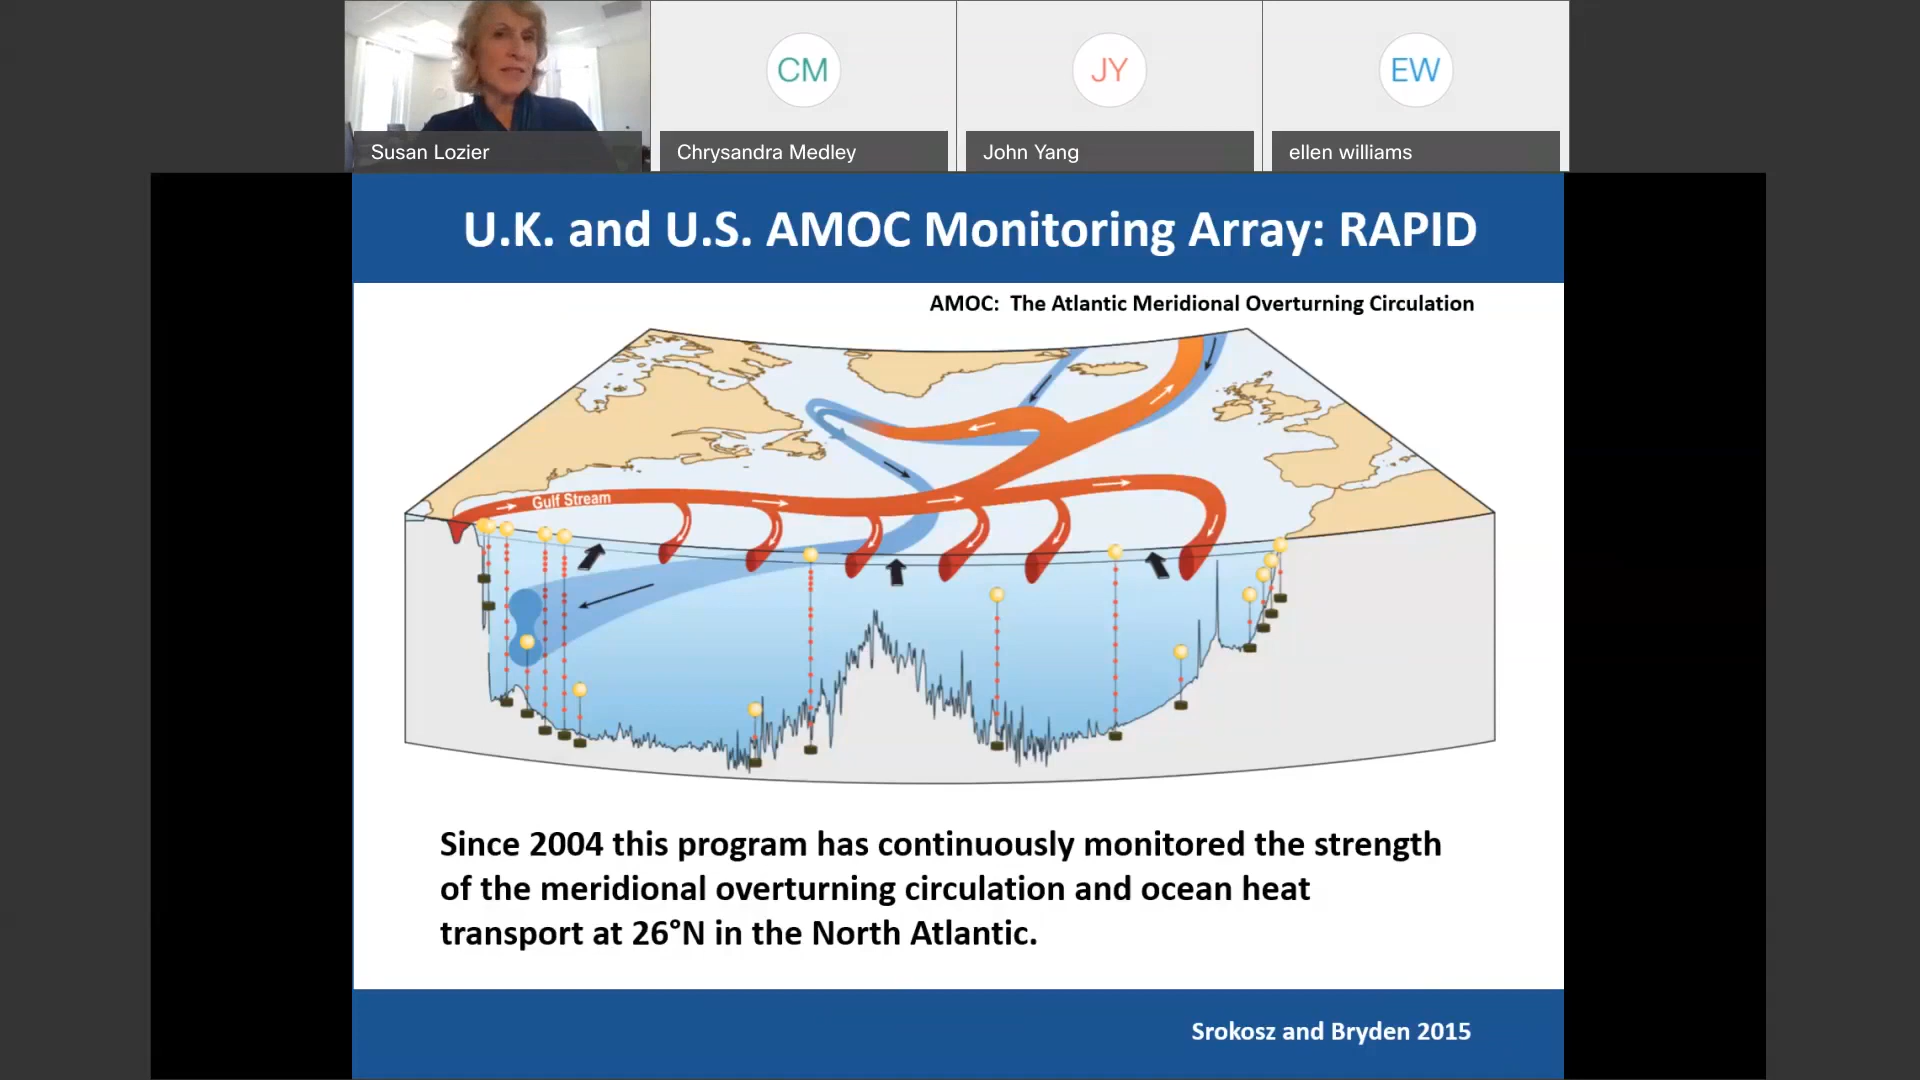 CM
JY
EW
Susan Lozier
Chrysandra Medley
John Yang
ellen williams
U.K. and U.S. AMOC Monitoring Array: RAPID
AMOC: The Atlantic Meridional Overturning Circulation
Gulf Stream
Since 2004 this program has continuously monitored the strength
of the meridional overturning circulation and ocean heat
transport at 26°N in the North Atlantic.
Srokosz and Bryden 2015